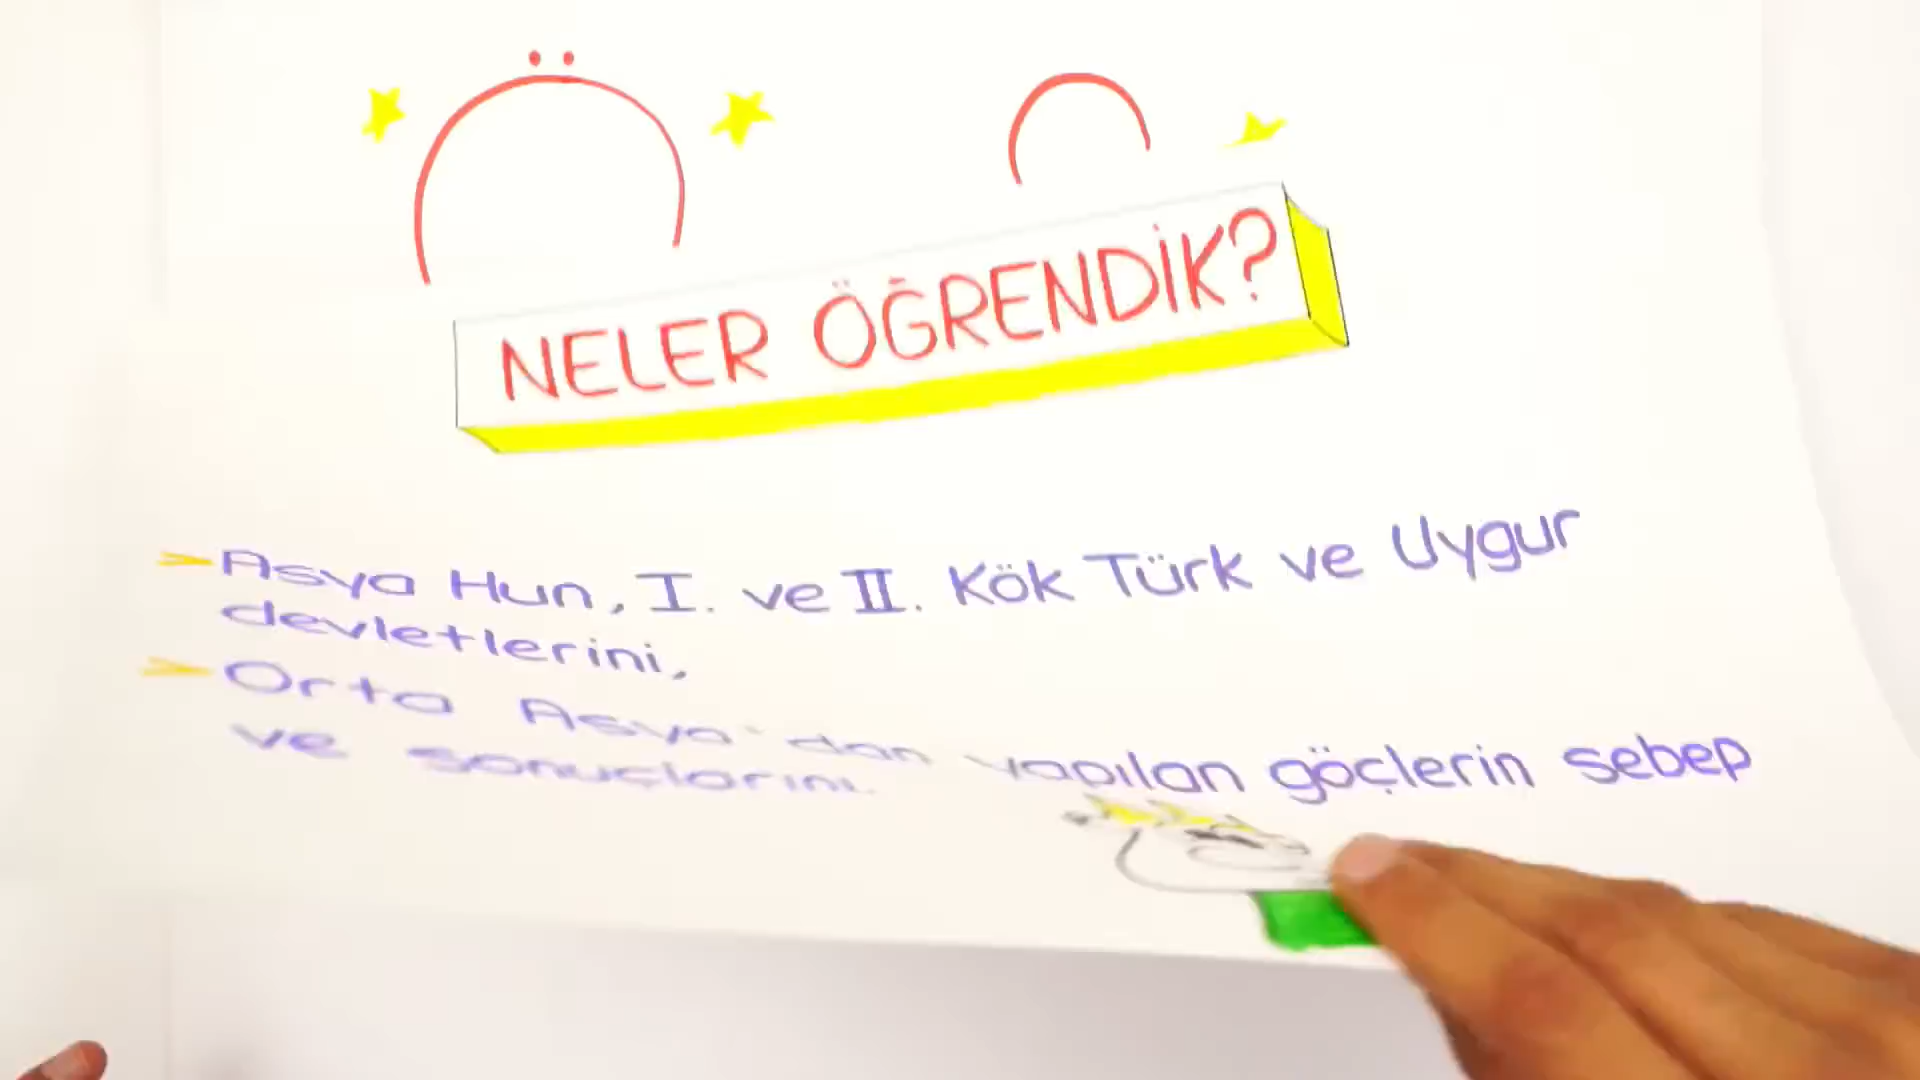 NELER ÖĞRENDİK?
➢ Asya Hun, I. ve II. Kök Türk ve Uygur
devletlerini,
➢ Orta Asya'dan yapılan göçlerin sebep
ve sonuçlarını.